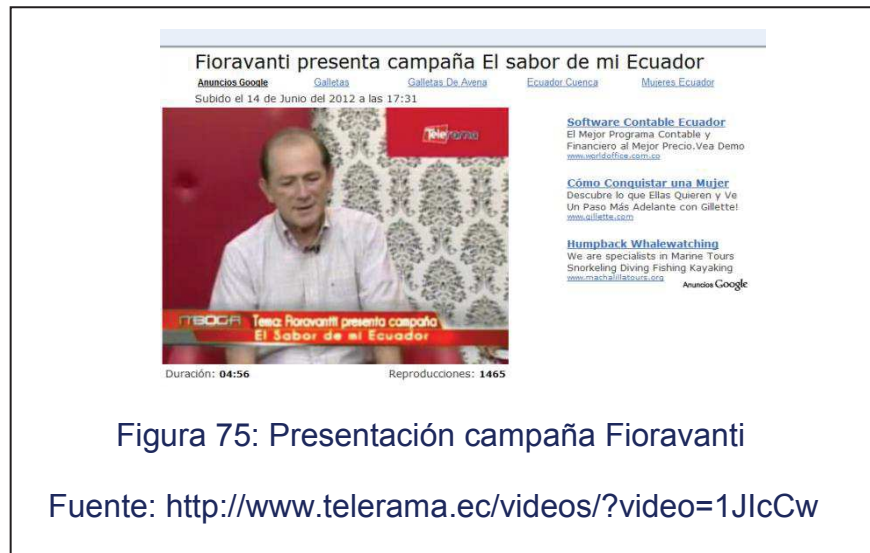 Fioravanti presenta campaña El sabor de mi Ecuador
Anuncios Google Galletas Galletas De Avena Ecuador Cuenca Mujeres Ecuador
Subido el 14 de Junio del 2012 a las 17:31
Telerama
Tema: Fioravantti presenta campaña
El Sabor de mi Ecuador
Duración: 04:56 Reproducciones: 1465
Software Contable Ecuador
El Mejor Programa Contable y
Financiero al Mejor Precio.Vea Demo
www.worldoffice.com.co
Cómo Conquistar una Mujer
Descubre lo que Ellas Quieren y Ve
Un Paso Más Adelante con Gillette!
www.gillette.com
Humpback Whalewatching
We are specialists in Marine Tours
Snorkeling Diving Fishing Kayaking
www.machalillatours.org
Anuncios Google
Figura 75: Presentación campaña Fioravanti
Fuente: http://www.telerama.ec/videos/?video=1JIcCw